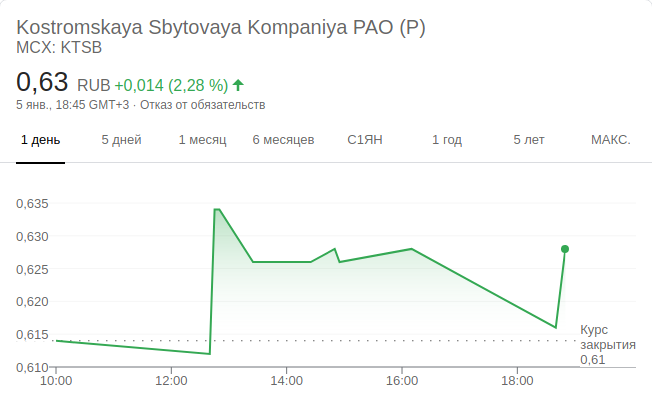 Kostromskaya Sbytovaya Kompaniya PAO (P)
MCX: KTSB
0,63 RUB +0,014 (2,28 %)
5 янв., 18:45 GMT+3 · Отказ от обязательств
1 день 5 дней 1 месяц 6 месяцев С1ЯН 1 год 5 лет МАКС.
0,635
0,630
0,625
0,620
0,615
0,610
Курс
закрытия
0,61
10:00 12:00 14:00 16:00 18:00